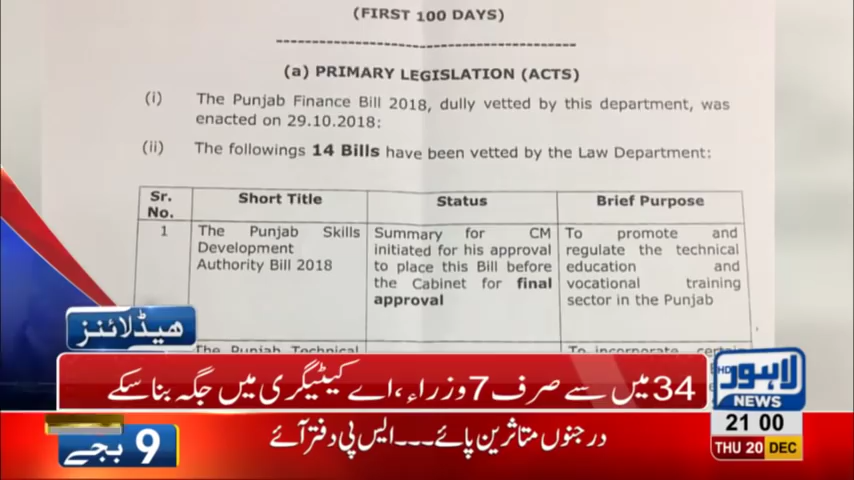 (FIRST 100 DAYS)
(a) PRIMARY LEGISLATION (ACTS)
(i) The Punjab Finance Bill 2018, dully vetted by this department, was
enacted on 29.10.2018:
(ii) The followings 14 Bills have been vetted by the Law Department:
Sr. No. Short Title Status Brief Purpose
1 The Punjab Skills Development Authority Bill 2018
Summary for CM initiated for his approval to place this Bill before the Cabinet for final approval
To promote and regulate the technical education and vocational training sector in the Punjab
The Punjab Technical
To incorporate
ہیڈلائنز
34 میں سے صرف 7 وزراء، اے کیٹیگری میں جگہ بنا سکے
لاہور
HD
NEWS
9 بجے
درجنوں متاثرین پائے۔۔۔ایس پی دفتر آئے
21 00
THU 20 DEC